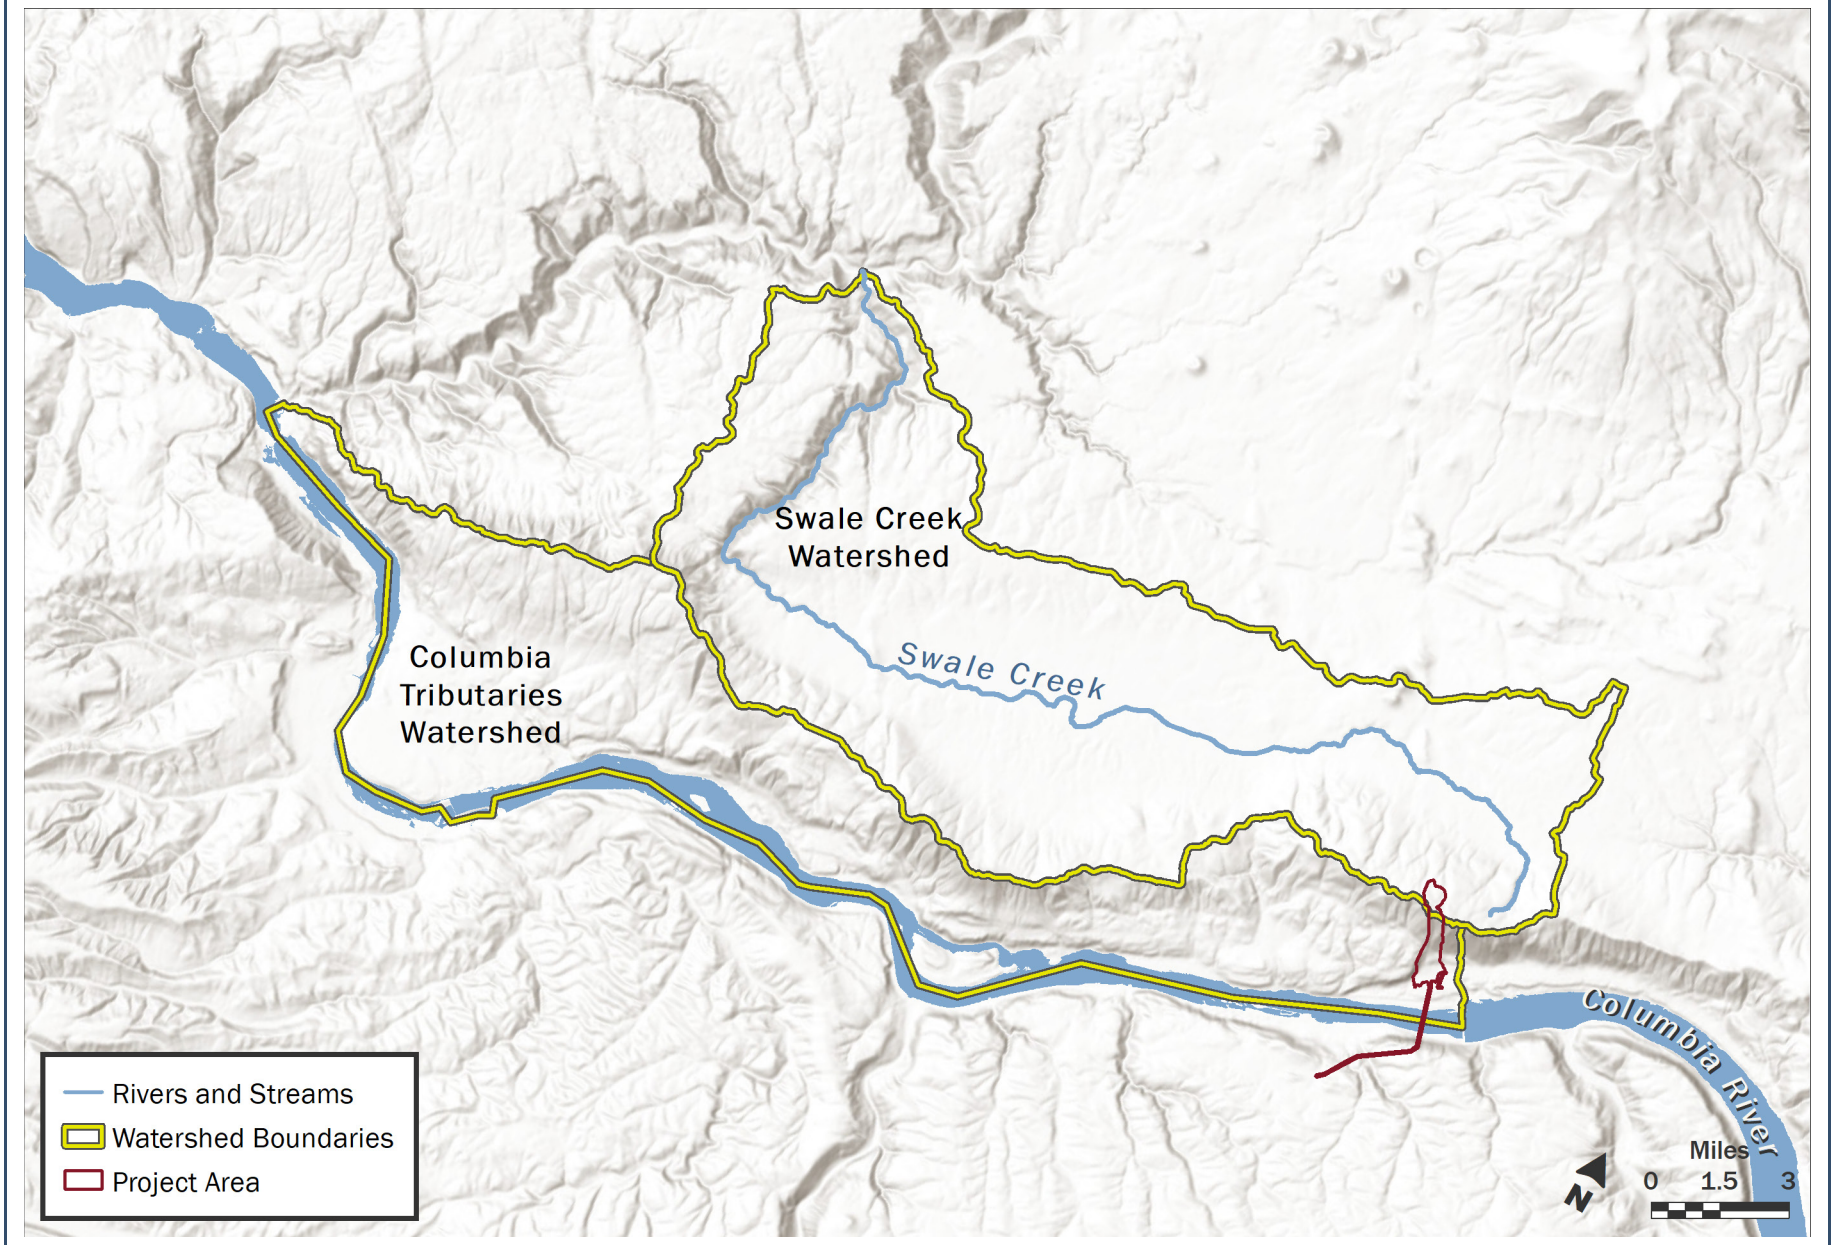 Swale Creek
Watershed
Swale Creek
Columbia
Tributaries
Watershed
Columbia River
Rivers and Streams
Watershed Boundaries
Project Area
N
Miles
0 1.5 3